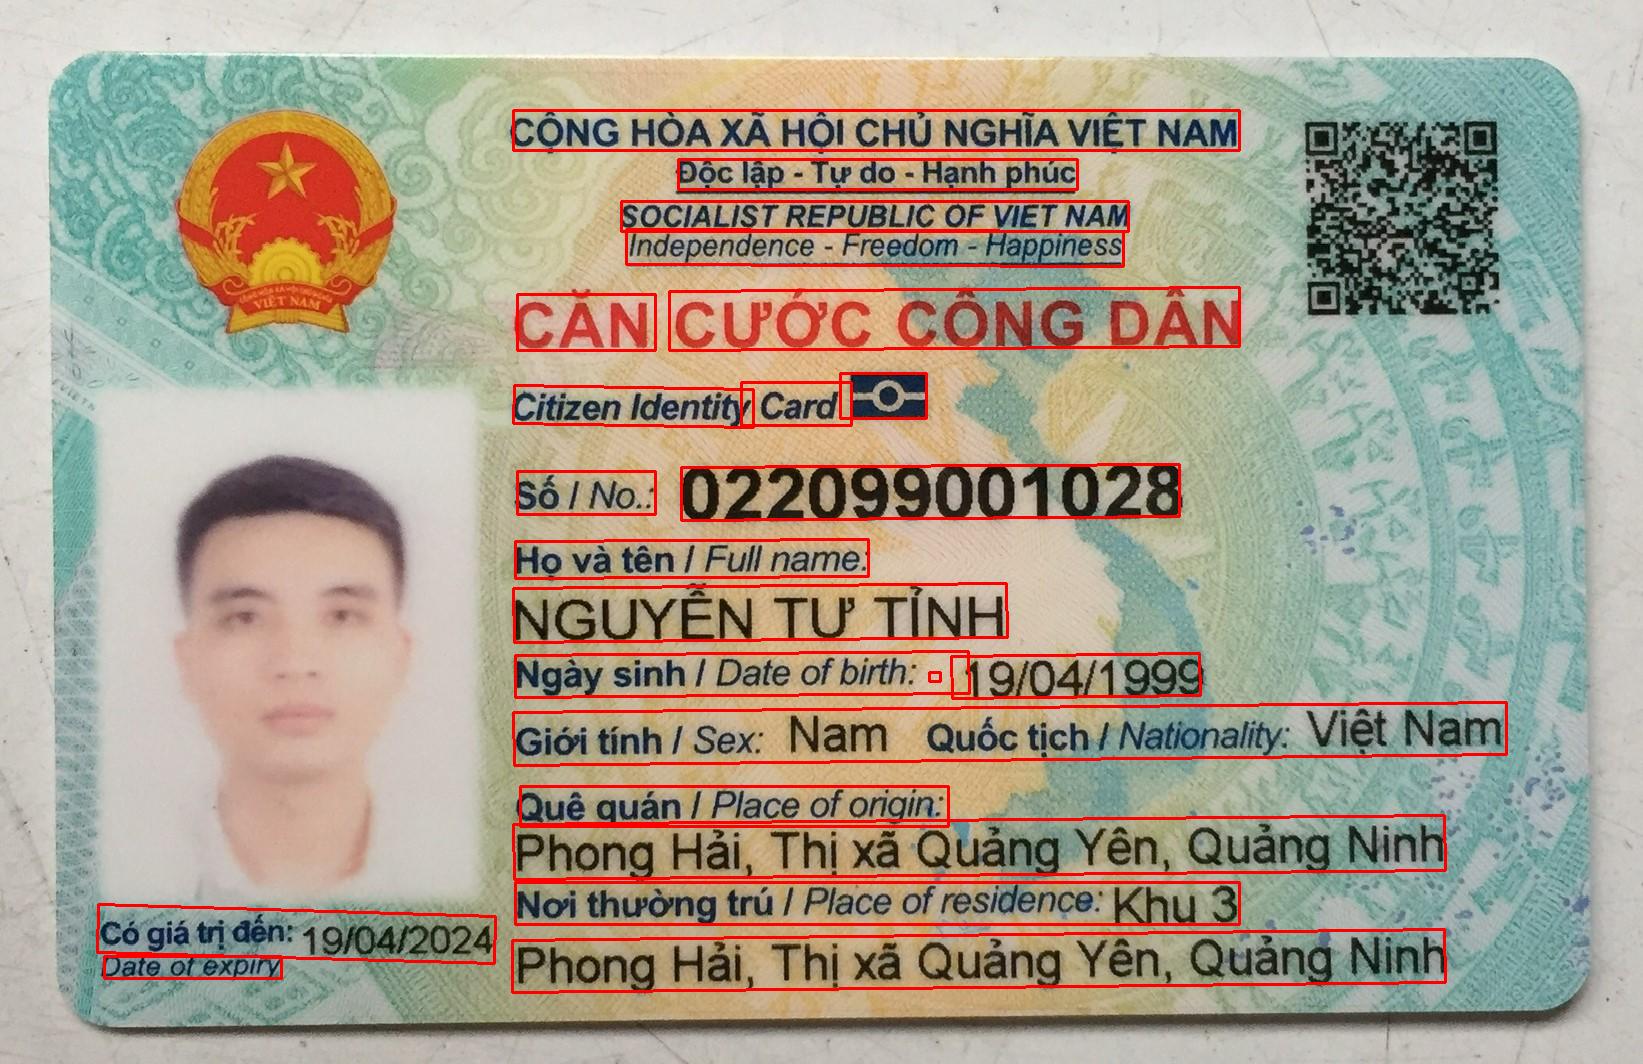 CỘNG HÒA XÃ HỘI CHỦ NGHĨA VIỆT NAM
Độc lập - Tự do - Hạnh phúc
SOCIALIST REPUBLIC OF VIET NAM
Independence - Freedom - Happiness
VIỆT NAM
CĂN CƯỚC CÔNG DÂN
Citizen Identity Card
Số / No.: 022099001028
Họ và tên / Full name:
NGUYỄN TƯ TỈNH
Ngày sinh / Date of birth: 19/04/1999
Giới tính / Sex: Nam Quốc tịch / Nationality: Việt Nam
Quê quán / Place of origin:
Phong Hải, Thị xã Quảng Yên, Quảng Ninh
Nơi thường trú / Place of residence: Khu 3
Phong Hải, Thị xã Quảng Yên, Quảng Ninh
Có giá trị đến: 19/04/2024
Date of expiry